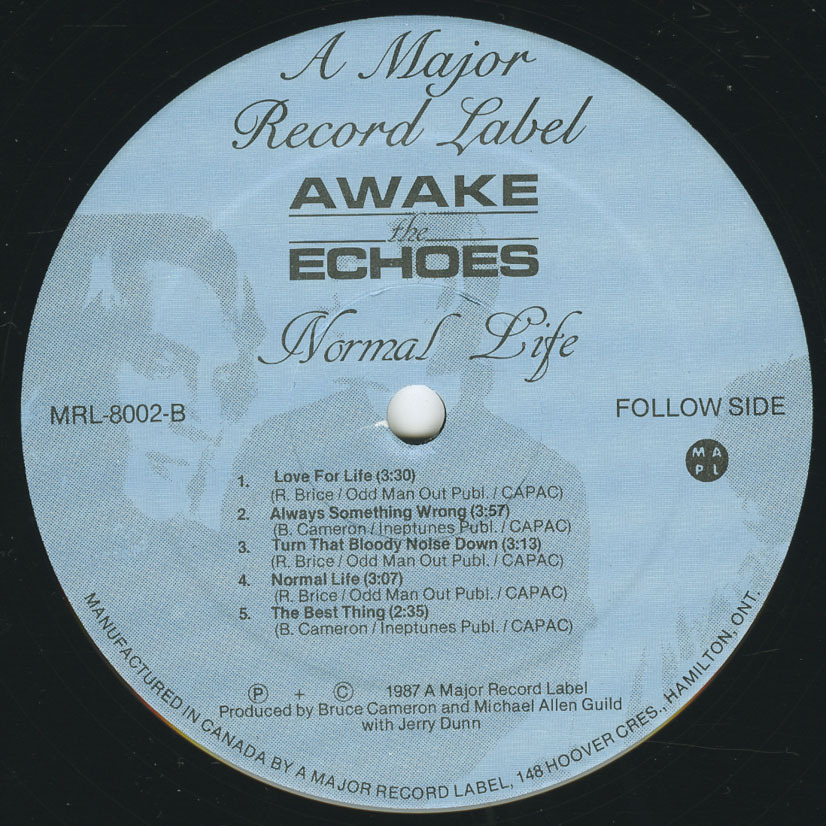 A Major
Record Label
AWAKE
the
ECHOES
Normal Life
MRL-8002-B
FOLLOW SIDE
M A
P L
1. Love For Life (3:30)
(R. Brice / Odd Man Out Publ. / CAPAC)
2. Always Something Wrong (3:57)
(B. Cameron / Ineptunes Publ. / CAPAC)
3. Turn That Bloody Noise Down (3:13)
(R. Brice / Odd Man Out Publ. / CAPAC)
4. Normal Life (3:07)
(R. Brice / Odd Man Out Publ. / CAPAC)
5. The Best Thing (2:35)
(B. Cameron / Ineptunes Publ. / CAPAC)
Ⓟ + © 1987 A Major Record Label
Produced by Bruce Cameron and Michael Allen Guild
with Jerry Dunn
MANUFACTURED IN CANADA BY A MAJOR RECORD LABEL, 148 HOOVER CRES., HAMILTON, ONT.